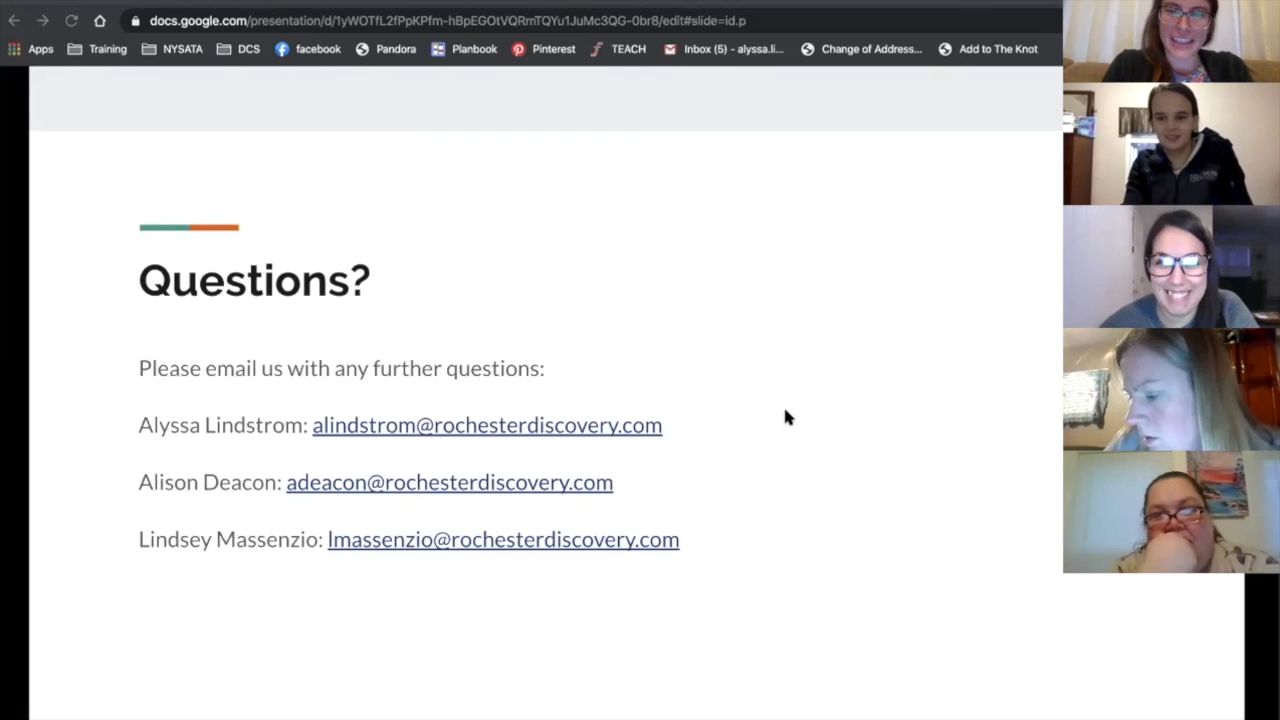 docs.google.com/presentation/d/1yWOTfL2fPpKPfm-hBpEGOtVQRmTQYu1JuMc3QG-0br8/edit#slide=id.p
Apps Training NYSATA DCS facebook Pandora Planbook Pinterest TEACH Inbox (5) - alyssa.li... Change of Address... Add to The Knot
Questions?
Please email us with any further questions:
Alyssa Lindstrom: alindstrom@rochesterdiscovery.com
Alison Deacon: adeacon@rochesterdiscovery.com
Lindsey Massenzio: lmassenzio@rochesterdiscovery.com